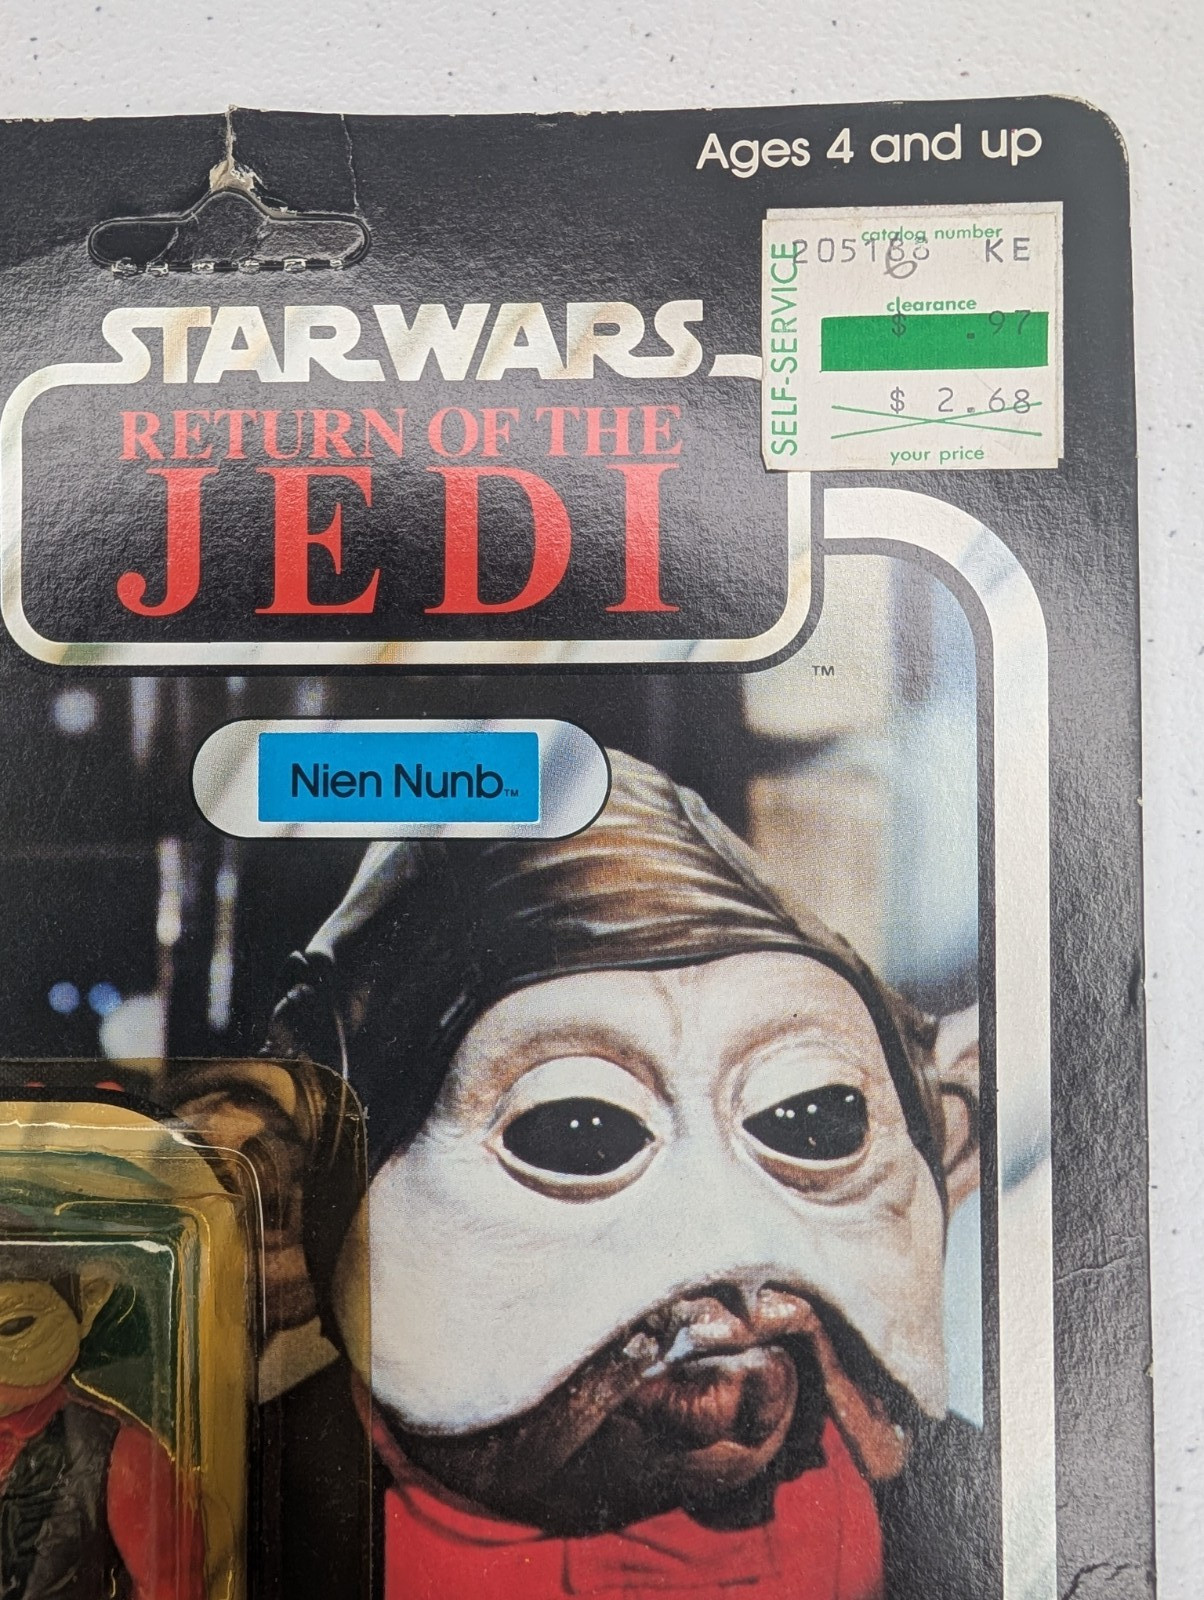 Ages 4 and up
SELF-SERVICE
catalog number
KE
clearance
$ .97
$ 2.68
your price
STAR WARS
RETURN OF THE
JEDI
TM
Nien Nunb TM